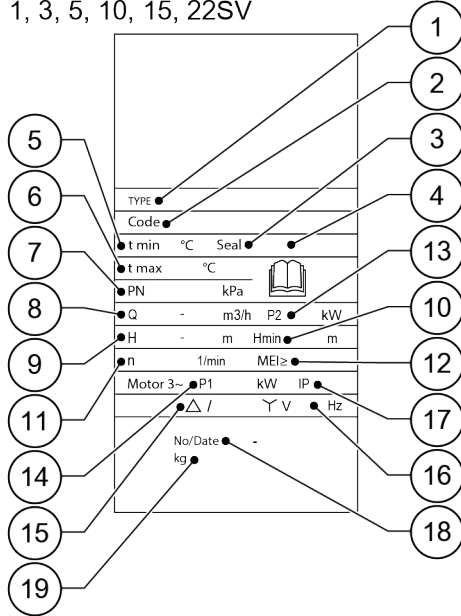 1, 3, 5, 10, 15, 22SV
1
2
5
3
6
TYPE
4
Code
7
t min °C Seal
13
t max °C
8
PN kPa
10
Q - m3/h P2 kW
9
H - m Hmin m
12
n 1/min MEI≥
11
Motor 3~ P1 kW IP
17
△ / Y V Hz
14
16
No/Date -
kg
15
18
19